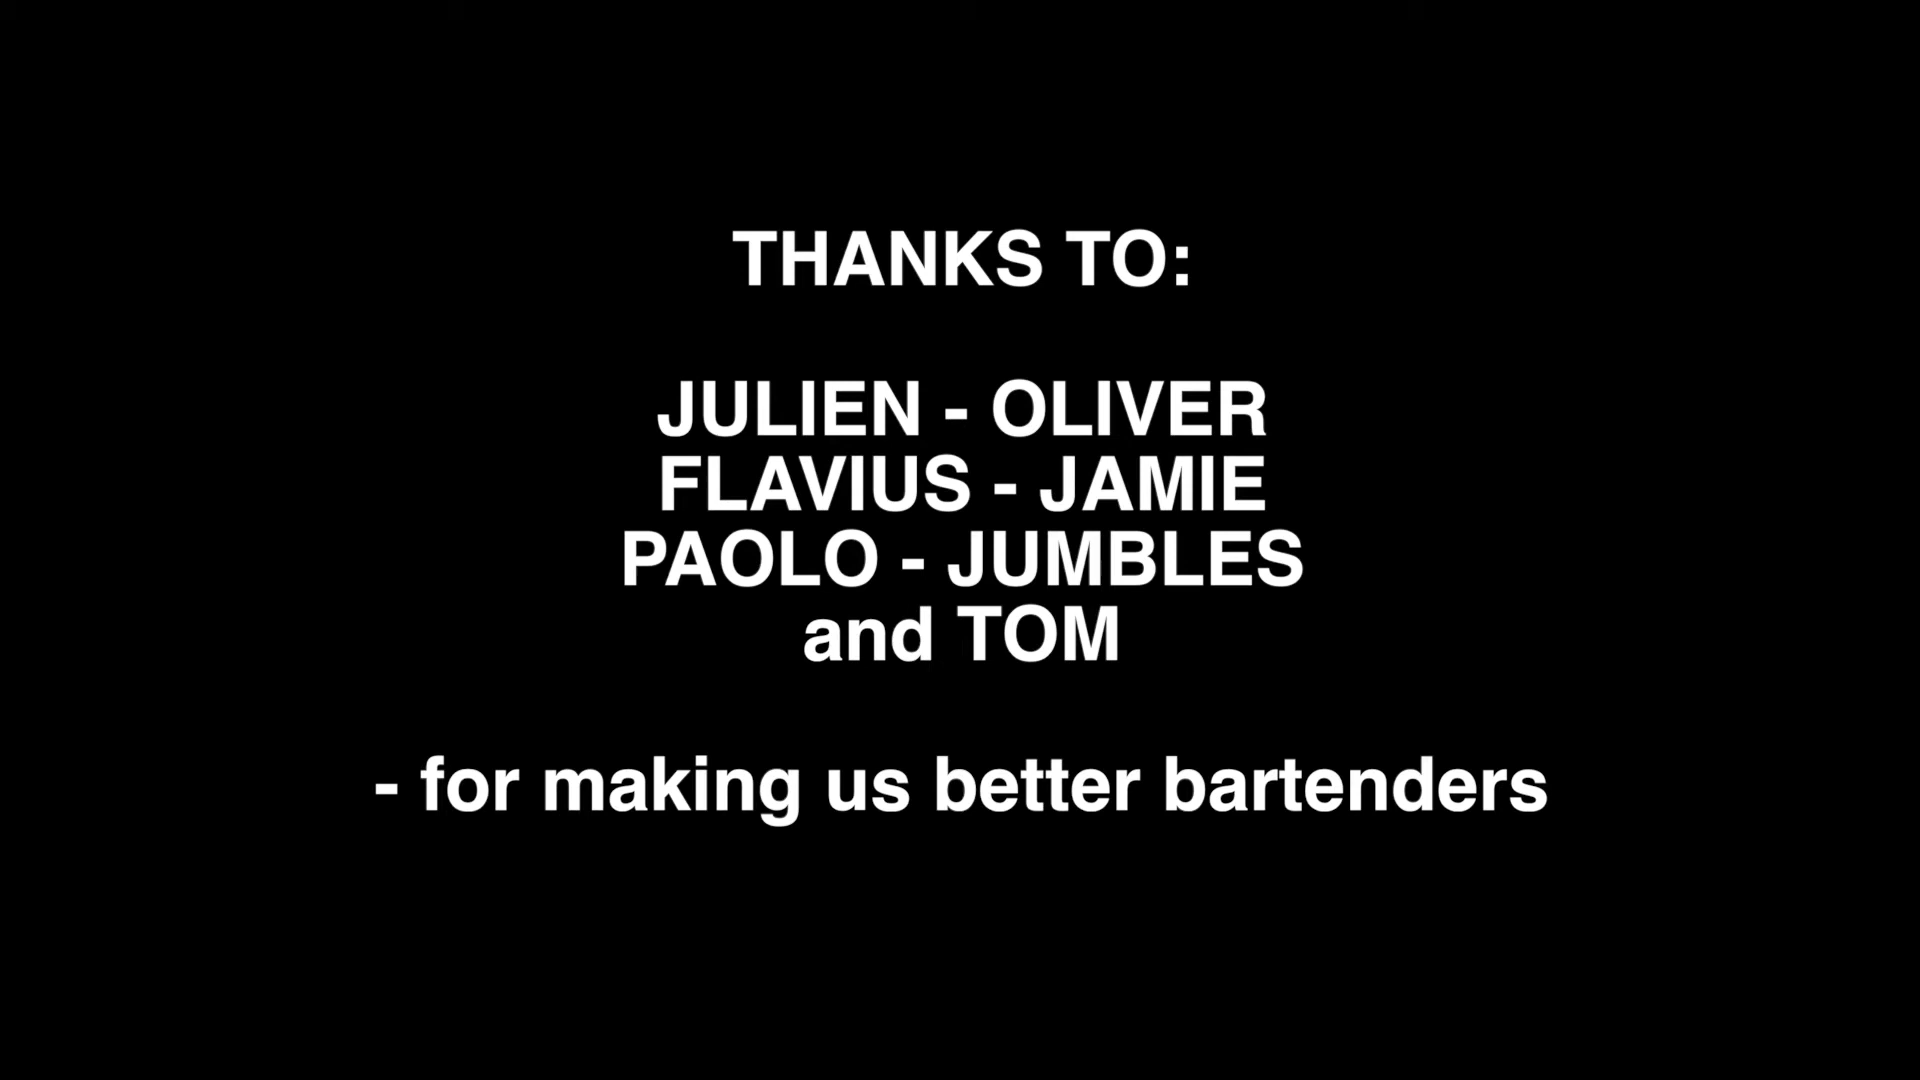 THANKS TO:
JULIEN - OLIVER
FLAVIUS - JAMIE
PAOLO - JUMBLES
and TOM
- for making us better bartenders